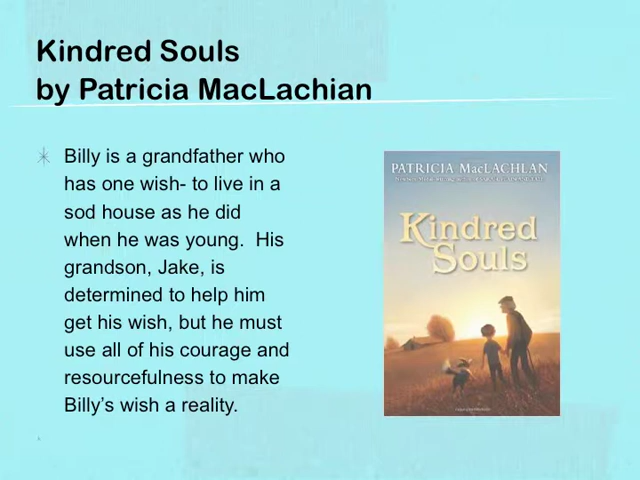 Kindred Souls
by Patricia MacLachian
Billy is a grandfather who
has one wish- to live in a
sod house as he did
when he was young.  His
grandson, Jake, is
determined to help him
get his wish, but he must
use all of his courage and
resourcefulness to make
Billy’s wish a reality.
PATRICIA MACLACHLAN
Kindred
Souls